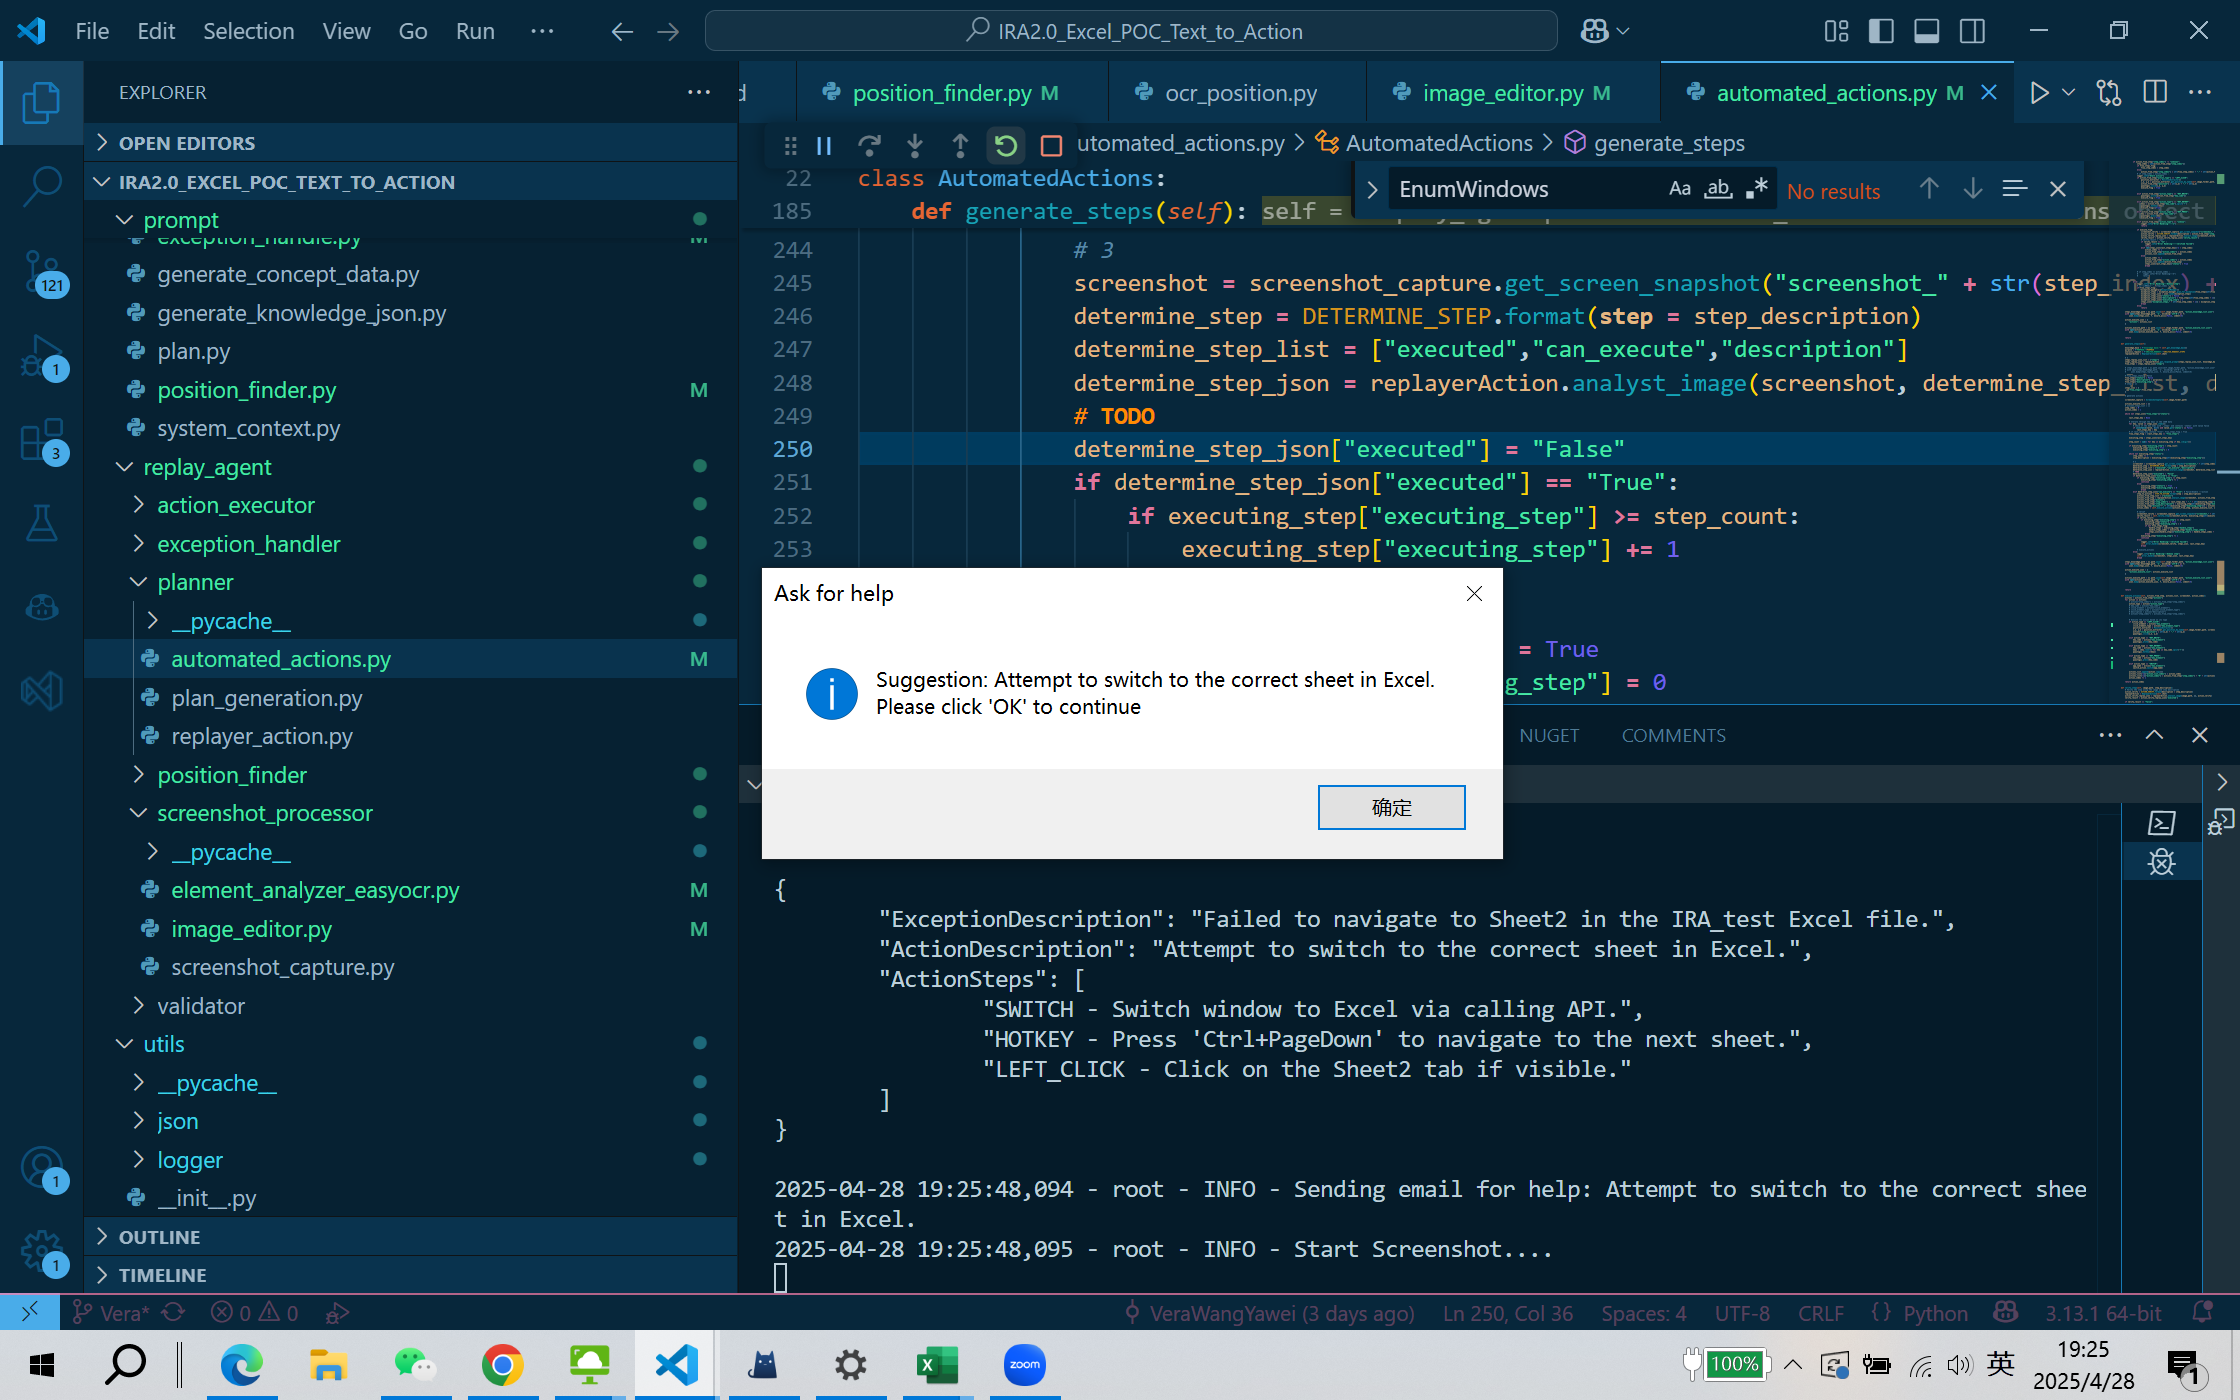 File Edit Selection View Go Run ···
IRA2.0_Excel_POC_Text_to_Action
EXPLORER
OPEN EDITORS
IRA2.0_EXCEL_POC_TEXT_TO_ACTION
prompt
exception_handle.py M
generate_concept_data.py
generate_knowledge_json.py
plan.py
position_finder.py M
system_context.py
replay_agent
action_executor
exception_handler
planner
__pycache__
automated_actions.py M
plan_generation.py
replayer_action.py
position_finder
screenshot_processor
__pycache__
element_analyzer_easyocr.py M
image_editor.py M
screenshot_capture.py
validator
utils
__pycache__
json
logger
__init__.py
OUTLINE
TIMELINE
121
1
3
1
1
d position_finder.py M ocr_position.py image_editor.py M automated_actions.py M
utomated_actions.py > AutomatedActions > generate_steps
EnumWindows Aa ab .* No results
22 class AutomatedActions:
185 def generate_steps(self): self =
ns object
244 # 3
245 screenshot = screenshot_capture.get_screen_snapshot("screenshot_" + str(step_index) +
246 determine_step = DETERMINE_STEP.format(step = step_description)
247 determine_step_list = ["executed","can_execute","description"]
248 determine_step_json = replayerAction.analyst_image(screenshot, determine_step_list, d
249 # TODO
250 determine_step_json["executed"] = "False"
251 if determine_step_json["executed"] == "True":
252 if executing_step["executing_step"] >= step_count:
253 executing_step["executing_step"] += 1
= True
g_step"] = 0
Ask for help
Suggestion: Attempt to switch to the correct sheet in Excel.
Please click 'OK' to continue
确定
NUGET COMMENTS
{
"ExceptionDescription": "Failed to navigate to Sheet2 in the IRA_test Excel file.",
"ActionDescription": "Attempt to switch to the correct sheet in Excel.",
"ActionSteps": [
"SWITCH - Switch window to Excel via calling API.",
"HOTKEY - Press 'Ctrl+PageDown' to navigate to the next sheet.",
"LEFT_CLICK - Click on the Sheet2 tab if visible."
]
}
2025-04-28 19:25:48,094 - root - INFO - Sending email for help: Attempt to switch to the correct shee
t in Excel.
2025-04-28 19:25:48,095 - root - INFO - Start Screenshot....
Vera* 0 0 VeraWangYawei (3 days ago) Ln 250, Col 36 Spaces: 4 UTF-8 CRLF {} Python 3.13.1 64-bit
zoom
100%
英
19:25
2025/4/28
1